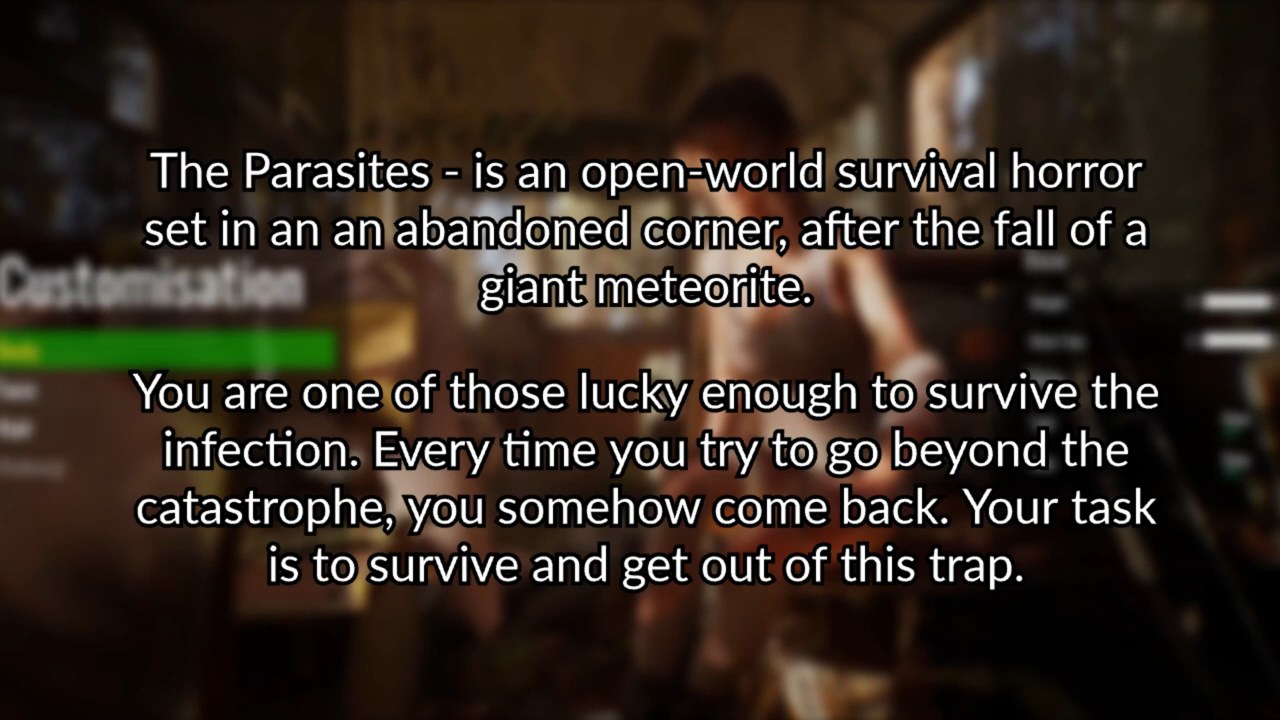 The Parasites - is an open-world survival horror
set in an an abandoned corner, after the fall of a
giant meteorite.
Customisation
You are one of those lucky enough to survive the
infection. Every time you try to go beyond the
catastrophe, you somehow come back. Your task
is to survive and get out of this trap.